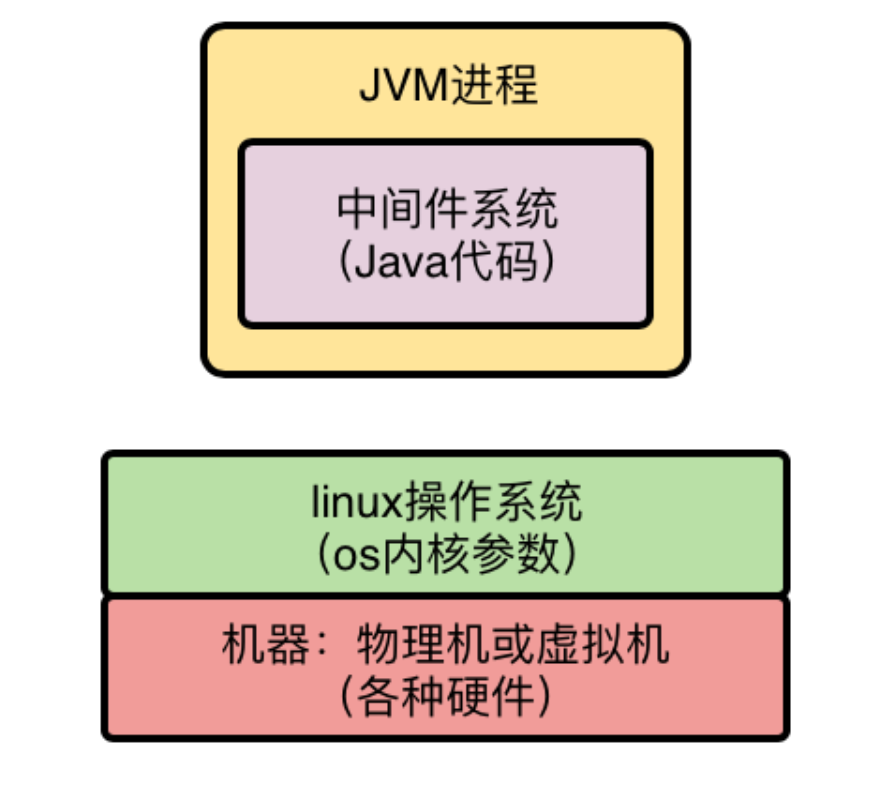 JVM进程
中间件系统
（Java代码）
linux操作系统
（os内核参数）
机器：物理机或虚拟机
（各种硬件）